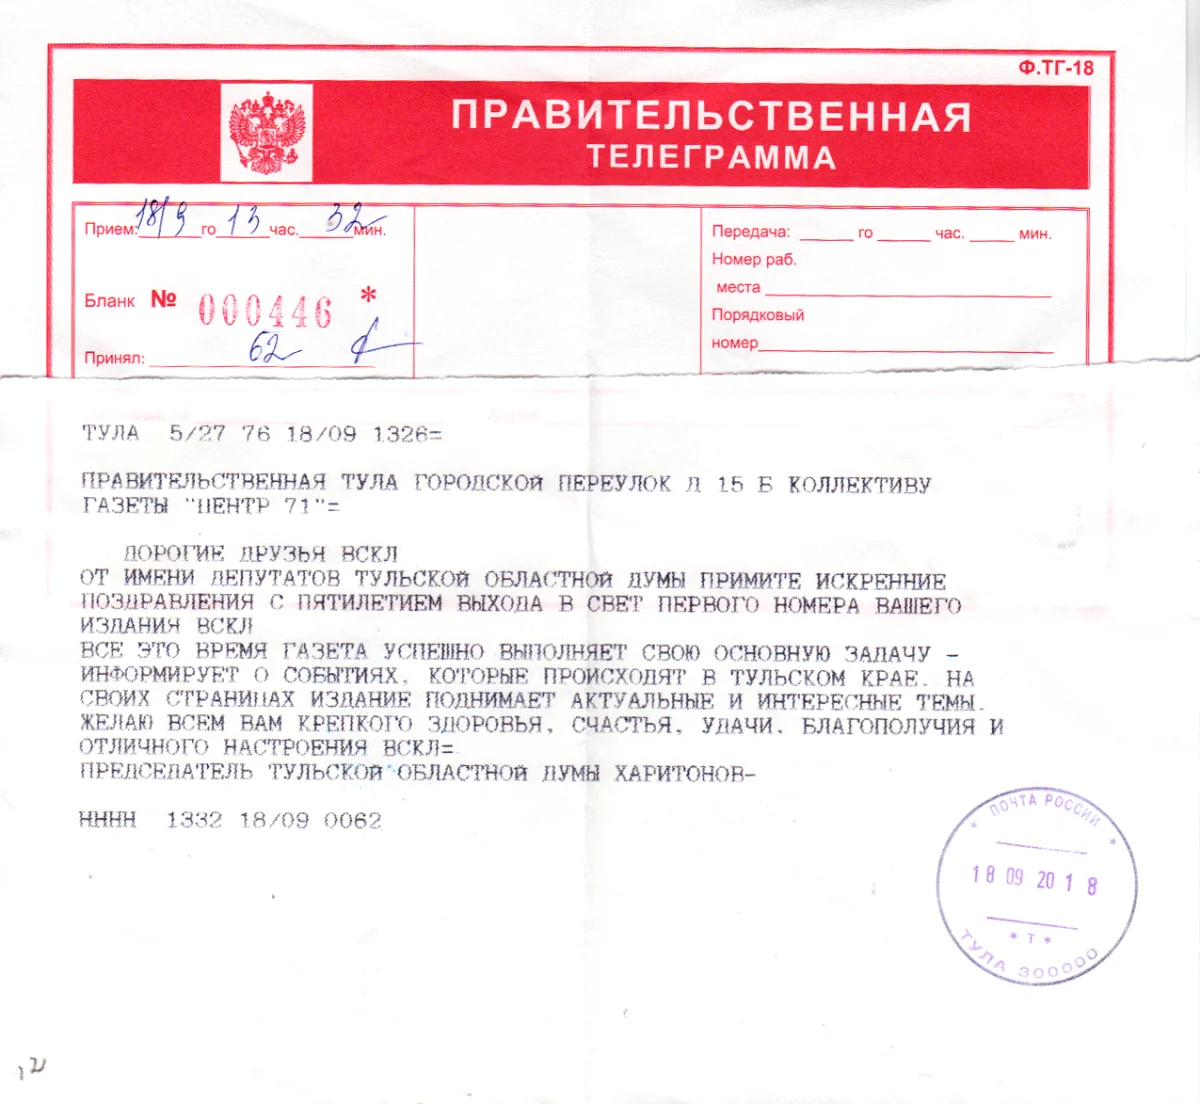 Ф.ТГ-18
ПРАВИТЕЛЬСТВЕННАЯ
ТЕЛЕГРАММА
Прием: 18/9 го 13 час. 32 мин.
Бланк № 000446 *
Принял: 62
Передача: ______ го ______ час. _____ мин.
Номер раб.
места
Порядковый
номер
ТУЛА 5/27 76 18/09 1326=
ПРАВИТЕЛЬСТВЕННАЯ ТУЛА ГОРОДСКОЙ ПЕРЕУЛОК Д 15 Б КОЛЛЕКТИВУ
ГАЗЕТЫ "ЦЕНТР 71"=
ДОРОГИЕ ДРУЗЬЯ ВСКЛ
ОТ ИМЕНИ ДЕПУТАТОВ ТУЛЬСКОЙ ОБЛАСТНОЙ ДУМЫ ПРИМИТЕ ИСКРЕННИЕ
ПОЗДРАВЛЕНИЯ С ПЯТИЛЕТИЕМ ВЫХОДА В СВЕТ ПЕРВОГО НОМЕРА ВАШЕГО
ИЗДАНИЯ ВСКЛ
ВСЕ ЭТО ВРЕМЯ ГАЗЕТА УСПЕШНО ВЫПОЛНЯЕТ СВОЮ ОСНОВНУЮ ЗАДАЧУ -
ИНФОРМИРУЕТ О СОБЫТИЯХ, КОТОРЫЕ ПРОИСХОДЯТ В ТУЛЬСКОМ КРАЕ. НА
СВОИХ СТРАНИЦАХ ИЗДАНИЕ ПОДНИМАЕТ АКТУАЛЬНЫЕ И ИНТЕРЕСНЫЕ ТЕМЫ.
ЖЕЛАЮ ВСЕМ ВАМ КРЕПКОГО ЗДОРОВЬЯ, СЧАСТЬЯ, УДАЧИ, БЛАГОПОЛУЧИЯ И
ОТЛИЧНОГО НАСТРОЕНИЯ ВСКЛ=
ПРЕДСЕДАТЕЛЬ ТУЛЬСКОЙ ОБЛАСТНОЙ ДУМЫ ХАРИТОНОВ-
НННН 1332 18/09 0062
* ПОЧТА РОССИИ *
18 09 2018
* Т *
ТУЛА 300000